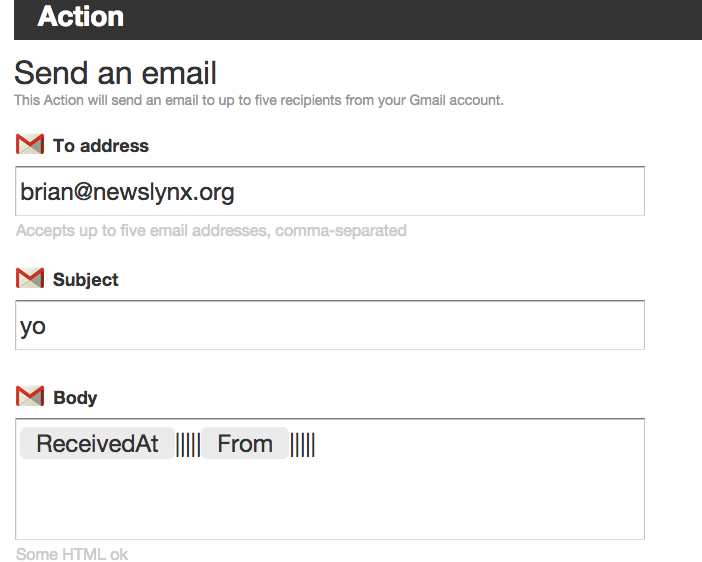 Action
Send an email
This Action will send an email to up to five recipients from your Gmail account.
To address
brian@newslynx.org
Accepts up to five email addresses, comma-separated
Subject
yo
Body
ReceivedAt ||||| From |||||
Some HTML ok